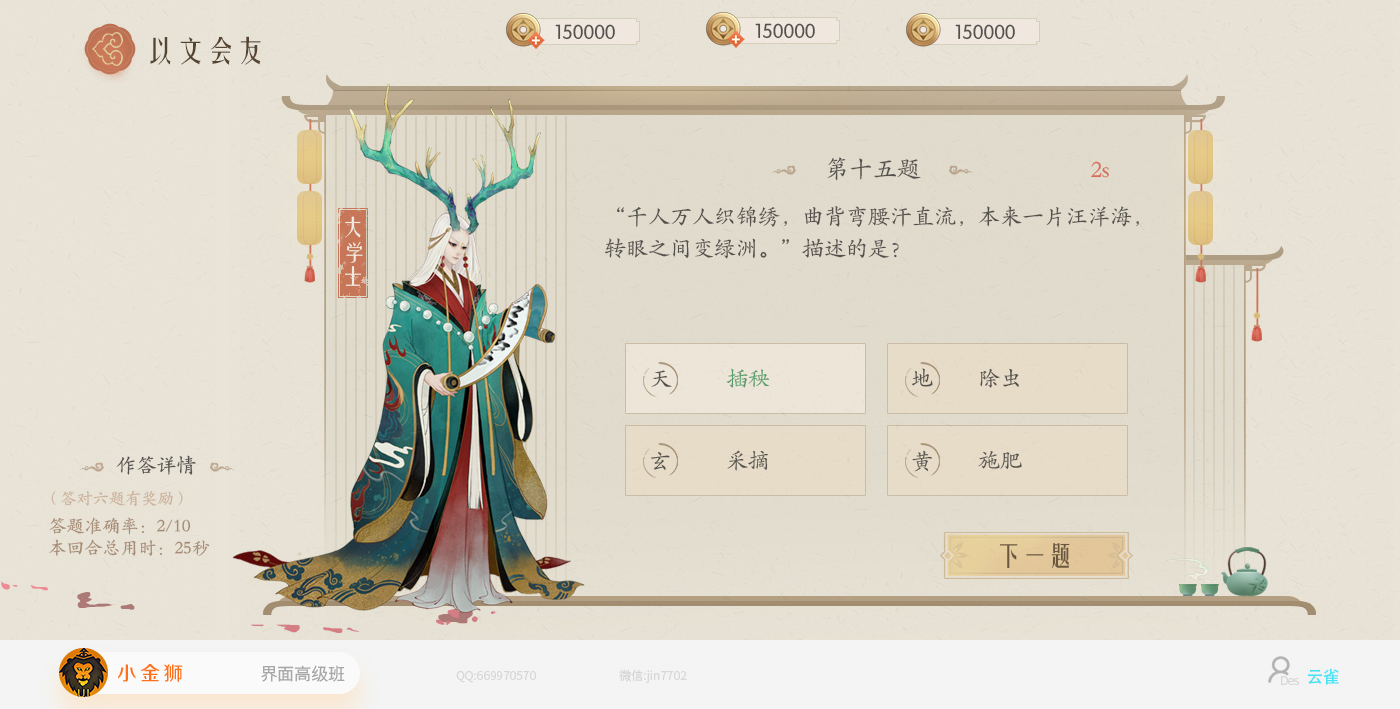 以文会友
150000
150000
150000
第十五题
2s
“千人万人织锦绣，曲背弯腰汗直流，本来一片汪洋海，
转眼之间变绿洲。”描述的是？
大学士
天 插秧
地 除虫
玄 采摘
黄 施肥
作答详情
（答对六题有奖励）
答题准确率：2/10
本回合总用时：25秒
下一题
小金狮
界面高级班
QQ:669970570
微信:jin7702
Des 云雀